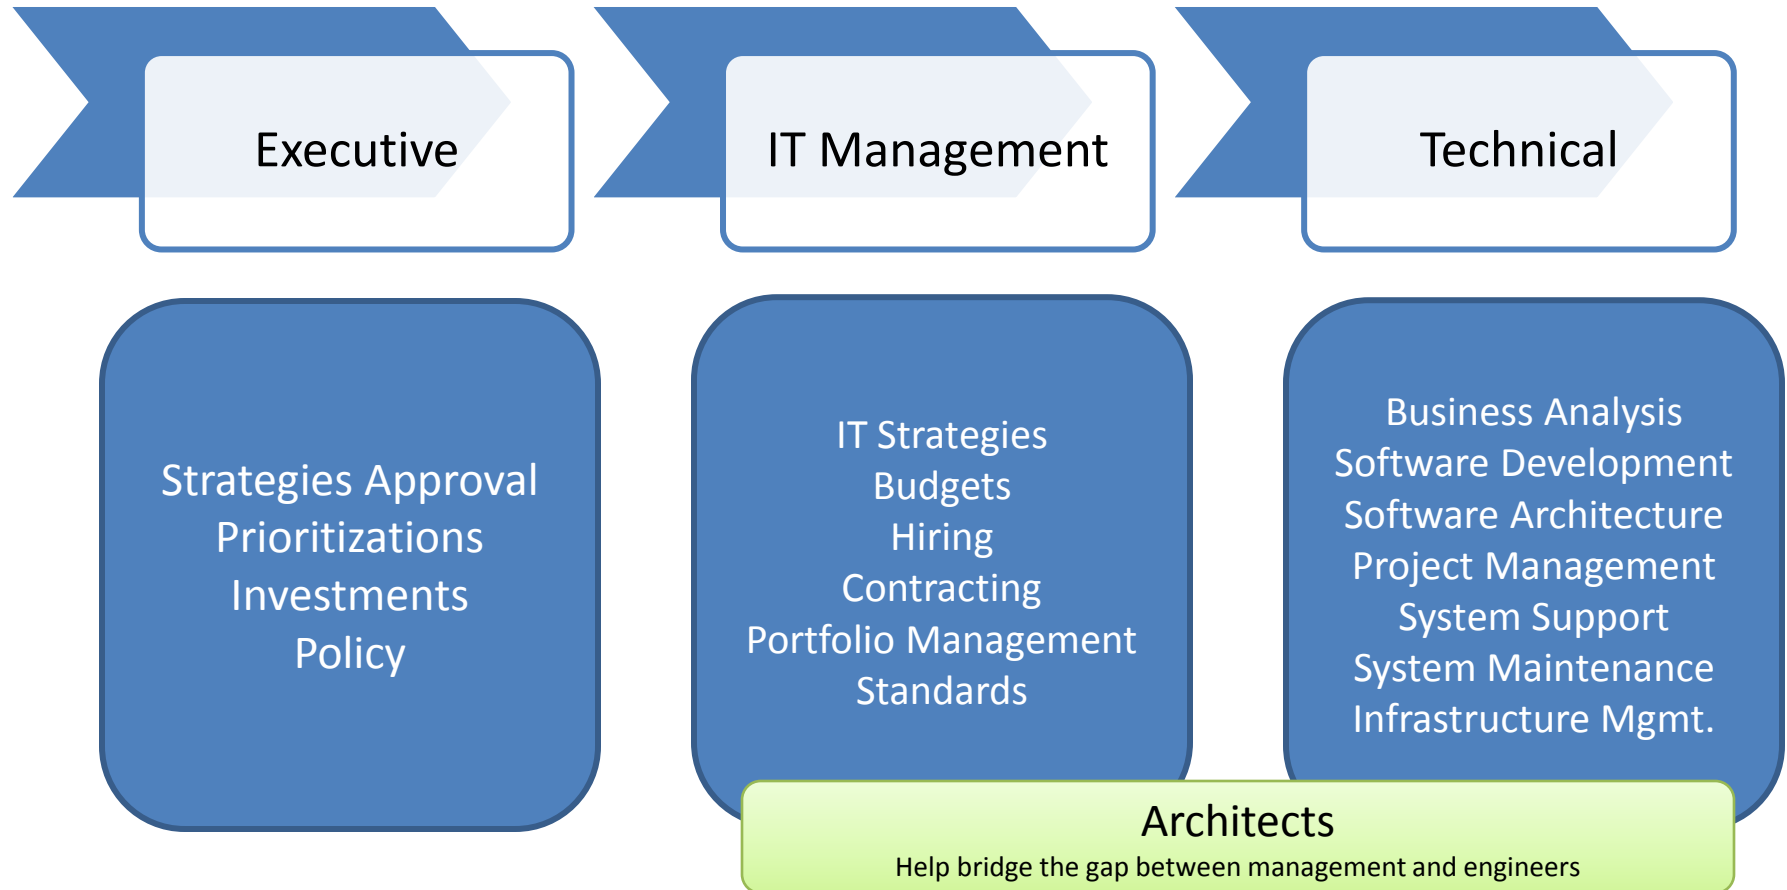 Executive
IT Management
Technical
Strategies Approval
Prioritizations
Investments
Policy
IT Strategies
Budgets
Hiring
Contracting
Portfolio Management
Standards
Business Analysis
Software Development
Software Architecture
Project Management
System Support
System Maintenance
Infrastructure Mgmt.
Architects
Help bridge the gap between management and engineers